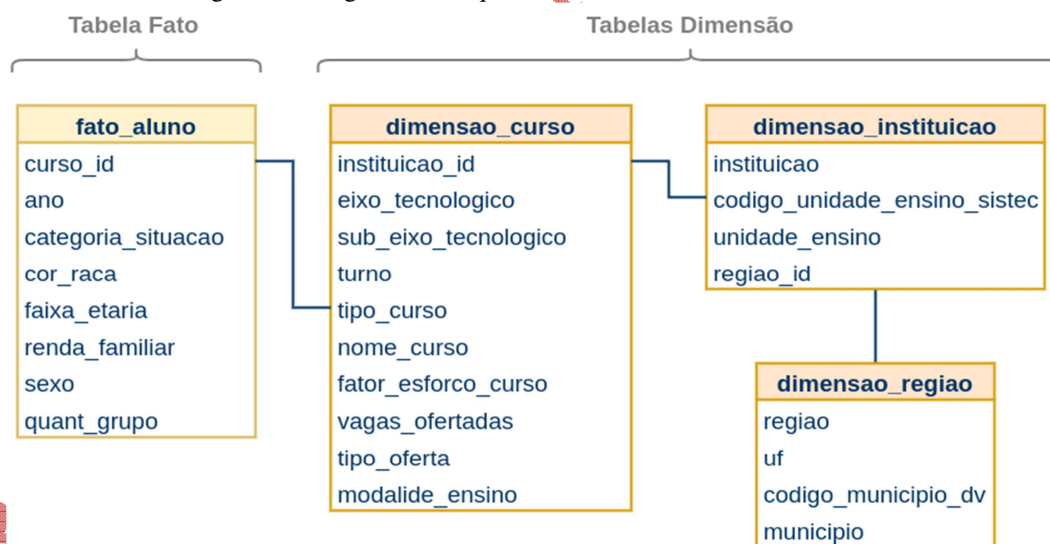 Tabela Fato
Tabelas Dimensão
fato_aluno
curso_id
ano
categoria_situacao
cor_raca
faixa_etaria
renda_familiar
sexo
quant_grupo
dimensao_curso
instituicao_id
eixo_tecnologico
sub_eixo_tecnologico
turno
tipo_curso
nome_curso
fator_esforco_curso
vagas_ofertadas
tipo_oferta
modalide_ensino
dimensao_instituicao
instituicao
codigo_unidade_ensino_sistec
unidade_ensino
regiao_id
dimensao_regiao
regiao
uf
codigo_municipio_dv
municipio